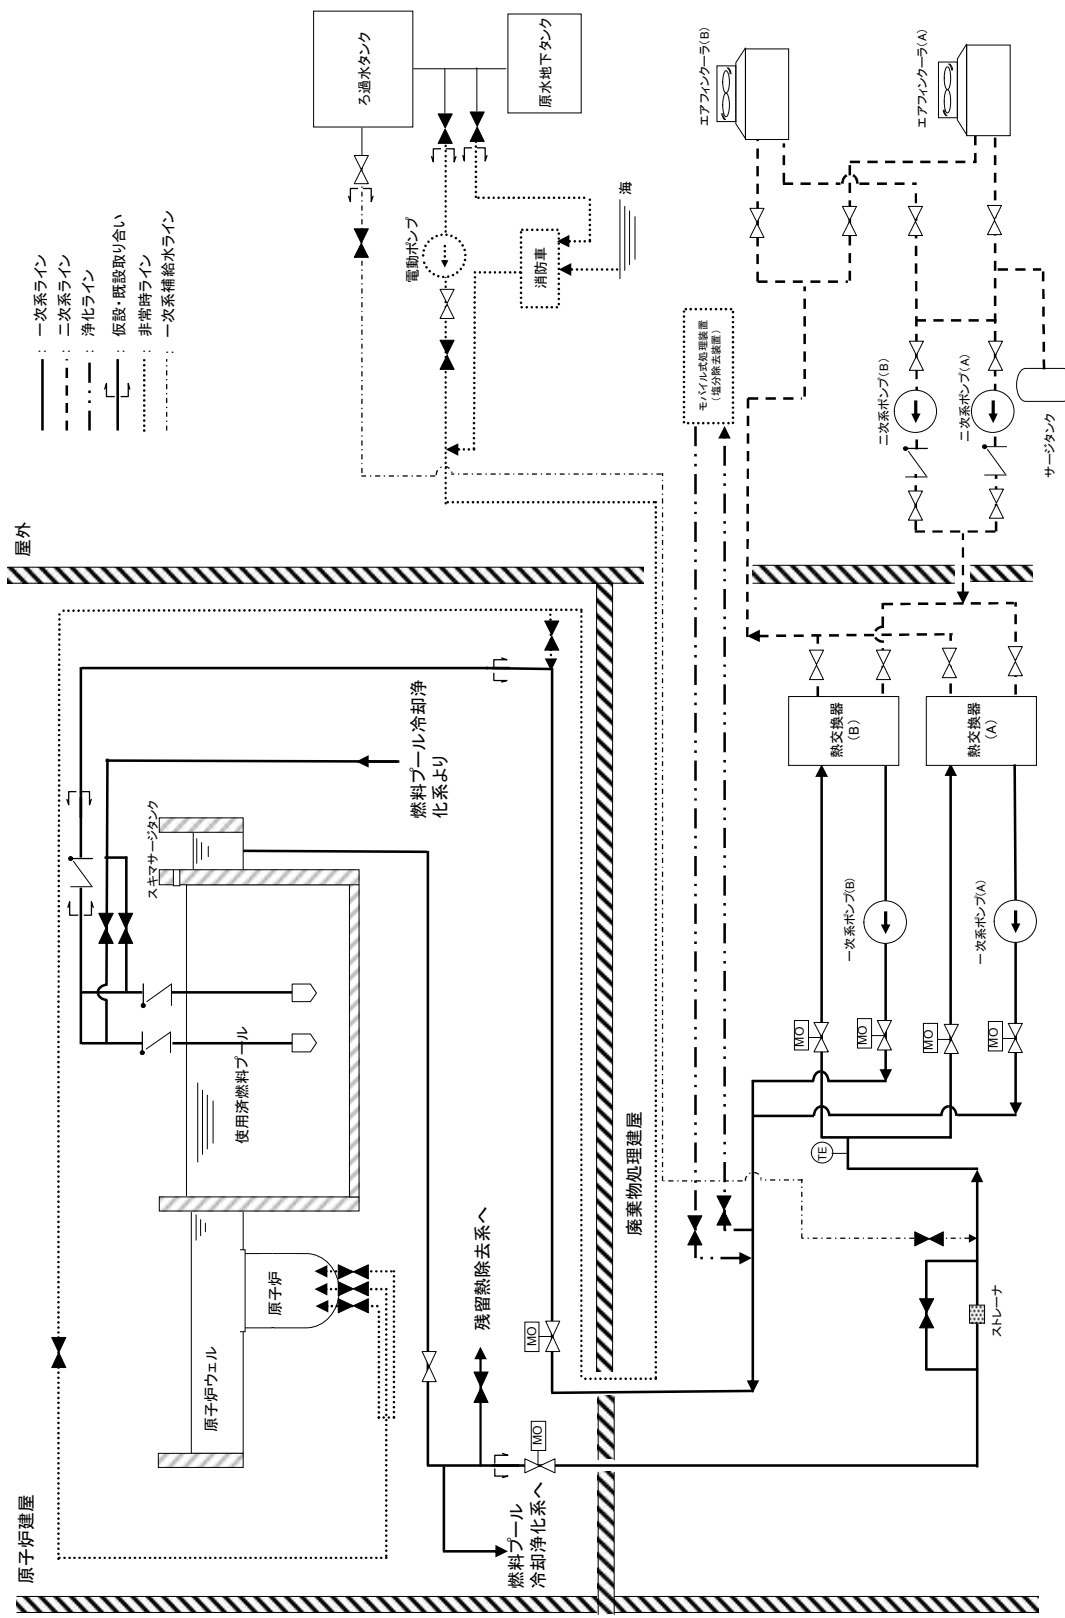 原子炉建屋
屋外
: 一次系ライン
: 二次系ライン
: 浄化ライン
: 仮設・既設取り合い
: 非常時ライン
: 一次系補給水ライン
ろ過水タンク
原水地下タンク
電動ポンプ
消防車
海
エアフィンクーラ(B)
エアフィンクーラ(A)
モバイル式処理装置
(塩分除去装置)
二次系ポンプ(B)
二次系ポンプ(A)
サージタンク
スキマサージタンク
燃料プール冷却浄
化系より
使用済燃料プール
原子炉ウェル
原子炉
残留熱除去系へ
燃料プール
冷却浄化系へ
MO
MO
廃棄物処理建屋
熱交換器
(B)
熱交換器
(A)
一次系ポンプ(B)
一次系ポンプ(A)
MO
MO
MO
MO
TE
ストレーナ